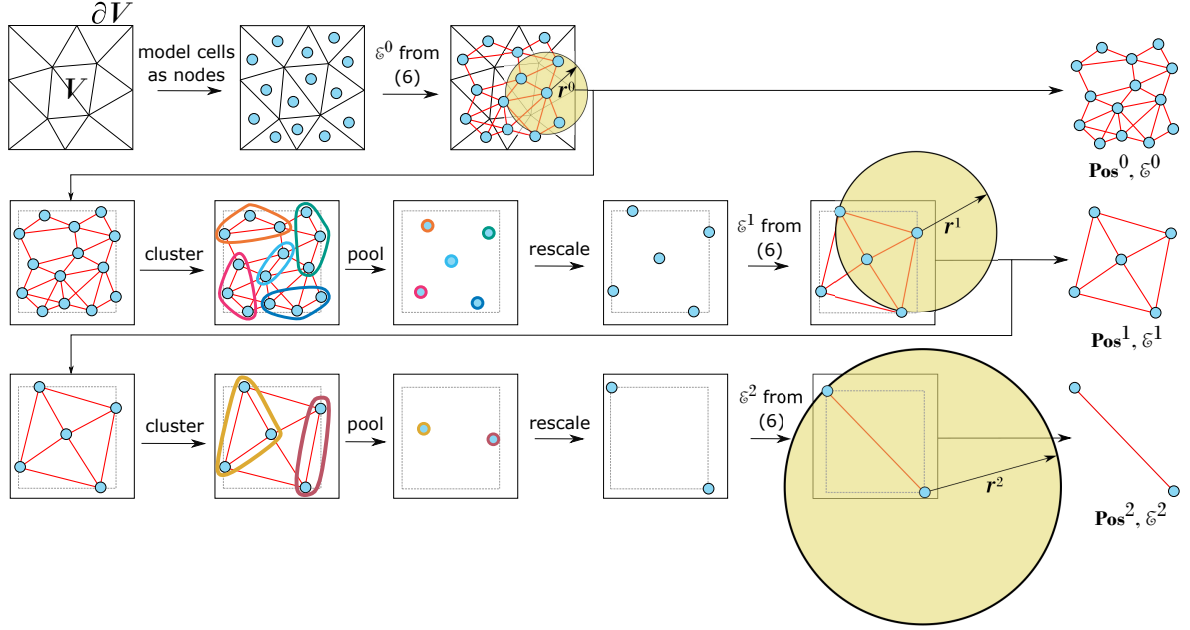 ∂V
V
model cells
as nodes
ℰ⁰ from
(6)
r⁰
Pos⁰, ℰ⁰
cluster
pool
rescale
ℰ¹ from
(6)
r¹
Pos¹, ℰ¹
cluster
pool
rescale
ℰ² from
(6)
r²
Pos², ℰ²